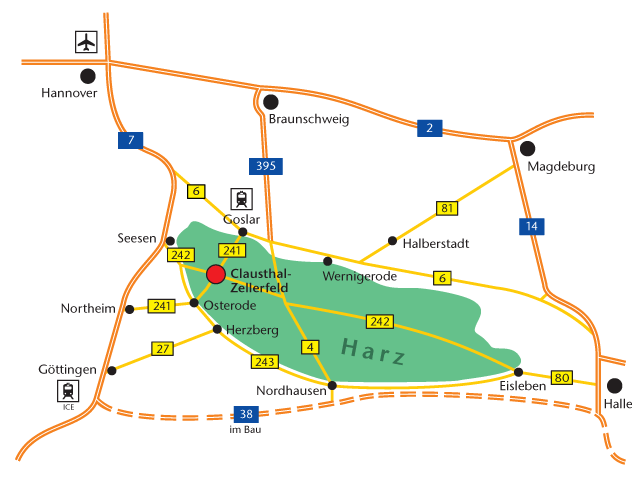 Hannover
Braunschweig
2
7
Magdeburg
395
6
81
Goslar
14
Seesen
242
241
Halberstadt
Clausthal-
Zellerfeld
Wernigerode
6
Northeim
241
Osterode
242
Herzberg
27
4
Harz
243
Göttingen
Eisleben
80
Nordhausen
ICE
38
im Bau
Halle